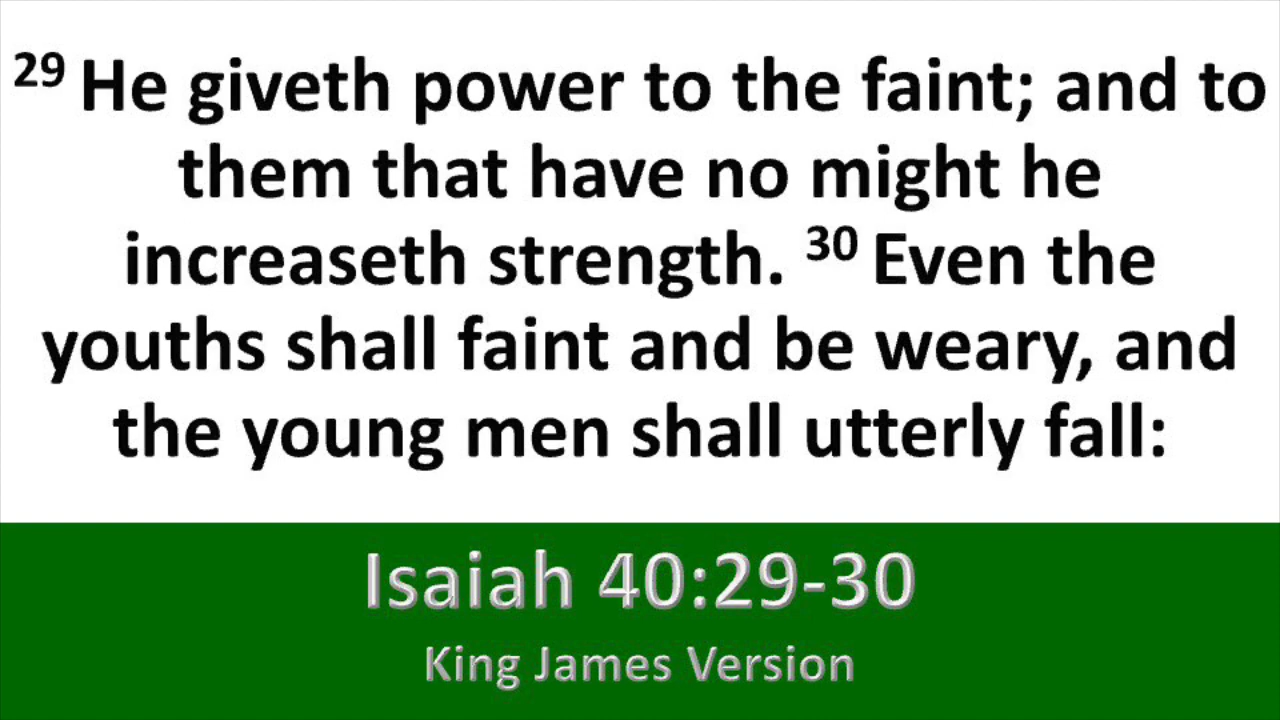 29 He giveth power to the faint; and to
them that have no might he
increaseth strength. 30 Even the
youths shall faint and be weary, and
the young men shall utterly fall:
Isaiah 40:29-30
King James Version